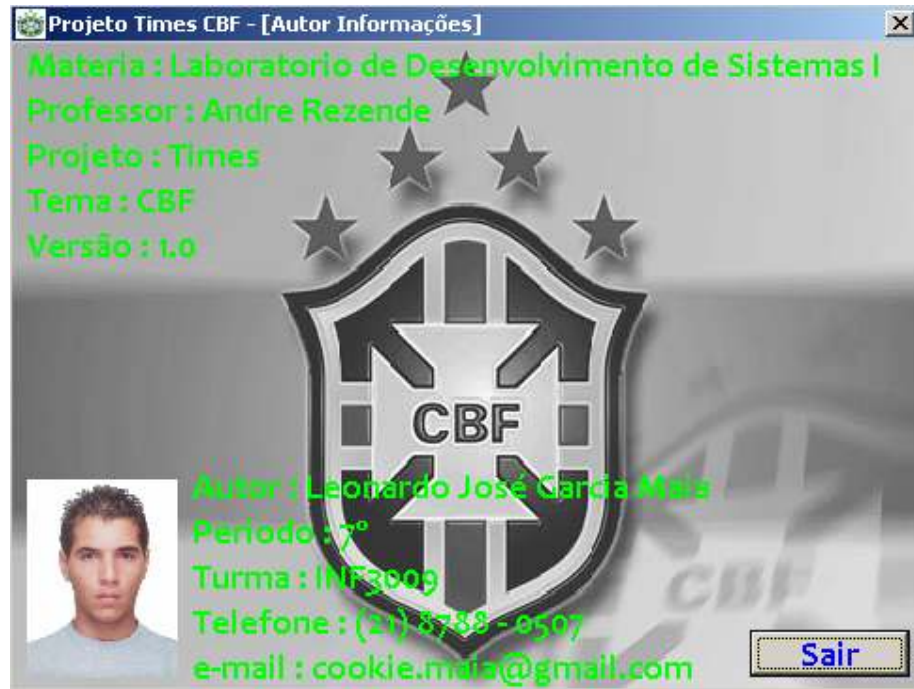 Projeto Times CBF - [Autor Informações]
Materia : Laboratorio de Desenvolvimento de Sistemas I
Professor : Andre Rezende
Projeto : Times
Tema : CBF
Versão : 1.0
CBF
CBF
Autor : Leonardo José Garcia Maia
Periodo : 7º
Turma : INF3009
Telefone : (21) 8788 - 0507
e-mail : cookie.maia@gmail.com
Sair